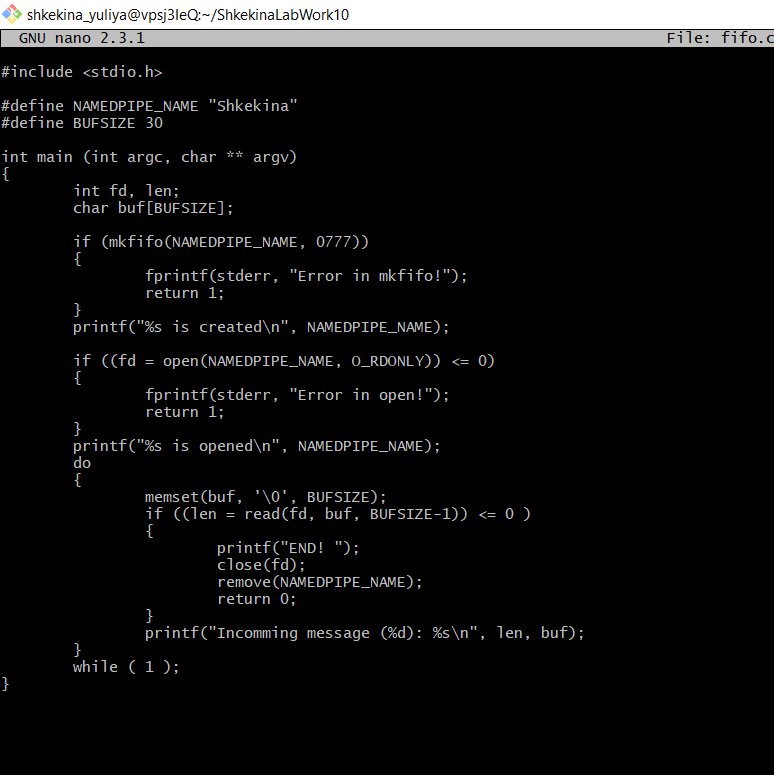 shkekina_yuliya@vpsj3IeQ:~/ShkekinaLabWork10
GNU nano 2.3.1 File: fifo.c
#include <stdio.h>
#define NAMEDPIPE_NAME "Shkekina"
#define BUFSIZE 30
int main (int argc, char ** argv)
{
int fd, len;
char buf[BUFSIZE];
if (mkfifo(NAMEDPIPE_NAME, 0777))
{
fprintf(stderr, "Error in mkfifo!");
return 1;
}
printf("%s is created\n", NAMEDPIPE_NAME);
if ((fd = open(NAMEDPIPE_NAME, O_RDONLY)) <= 0)
{
fprintf(stderr, "Error in open!");
return 1;
}
printf("%s is opened\n", NAMEDPIPE_NAME);
do
{
memset(buf, '\0', BUFSIZE);
if ((len = read(fd, buf, BUFSIZE-1)) <= 0 )
{
printf("END! ");
close(fd);
remove(NAMEDPIPE_NAME);
return 0;
}
printf("Incomming message (%d): %s\n", len, buf);
}
while ( 1 );
}